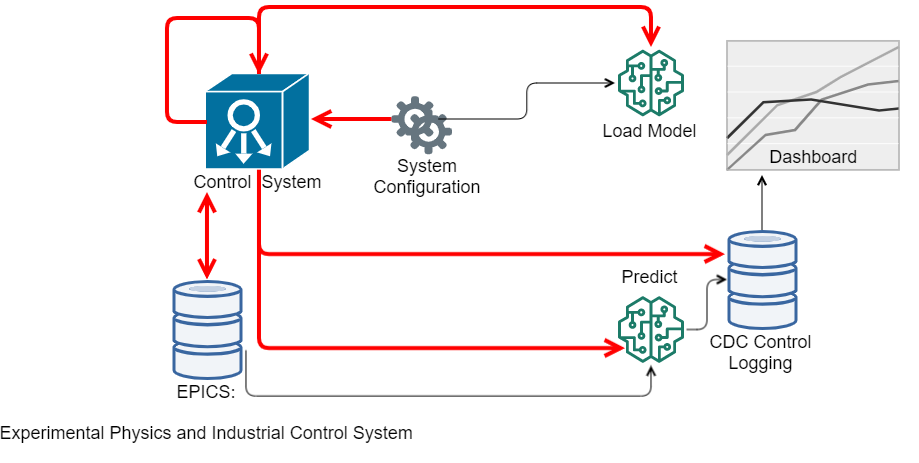 Load Model
Dashboard
System
Configuration
Control System
Predict
CDC Control
Logging
EPICS:
Experimental Physics and Industrial Control System